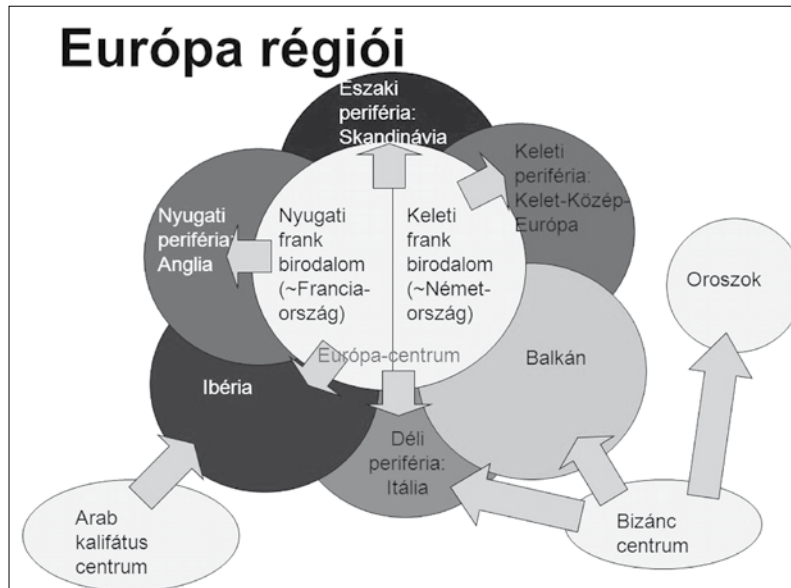 Európa régiói
Északi
periféria:
Skandinávia
Keleti
periféria:
Kelet-Közép-
Európa
Nyugati
periféria:
Anglia
Nyugati
frank
birodalom
(~Francia-
ország)
Keleti
frank
birodalom
(~Német-
ország)
Oroszok
Európa-centrum
Balkán
Ibéria
Déli
periféria:
Itália
Arab
kalifátus
centrum
Bizánc
centrum